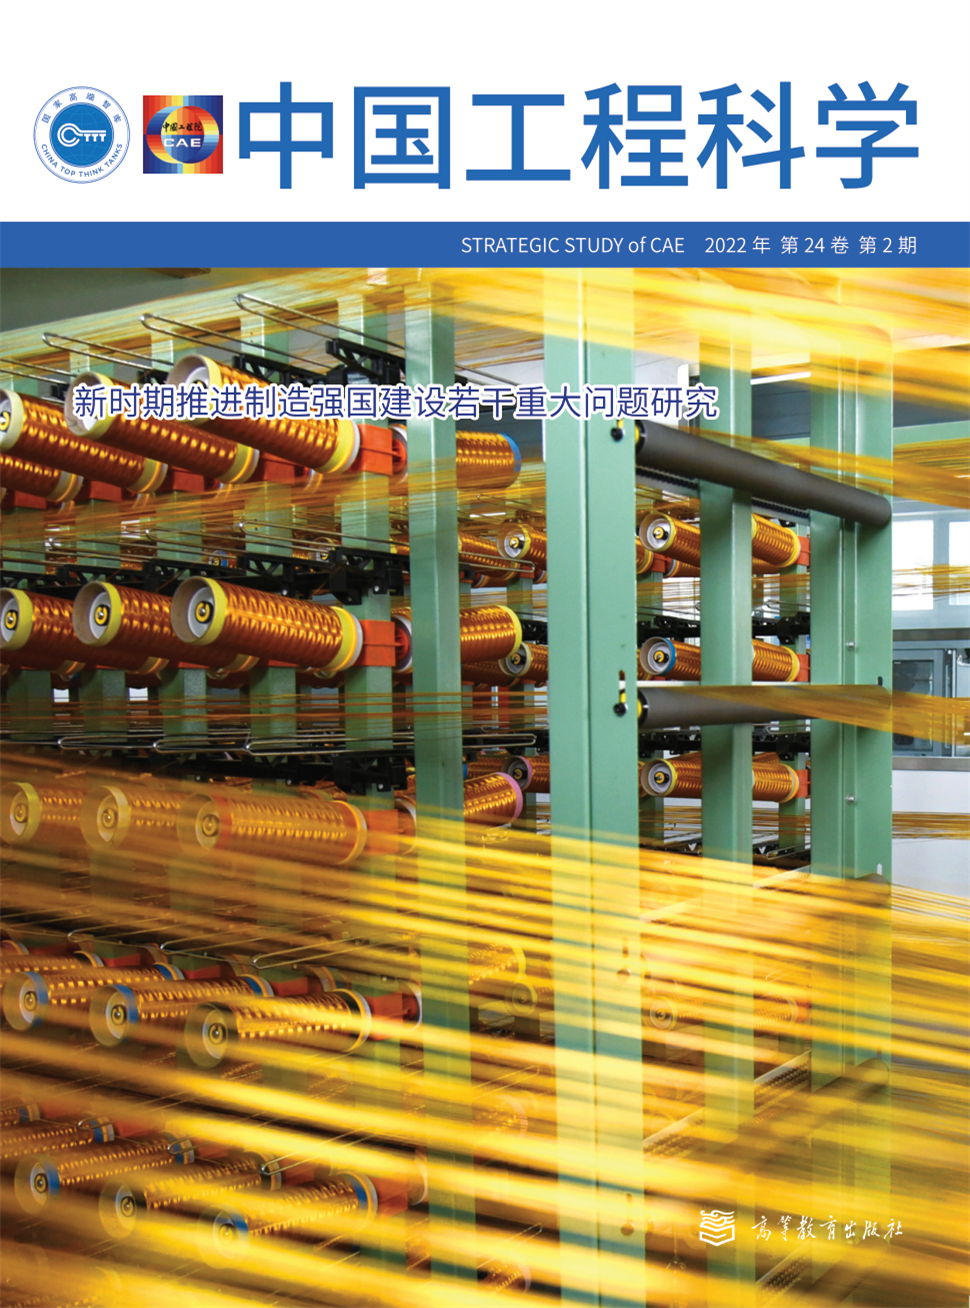 国家高端智库
CHINA TOP THINK TANKS
中国工程院
CAE
中国工程科学
STRATEGIC STUDY of CAE 2022 年 第 24 卷 第 2 期
新时期推进制造强国建设若干重大问题研究
高等教育出版社